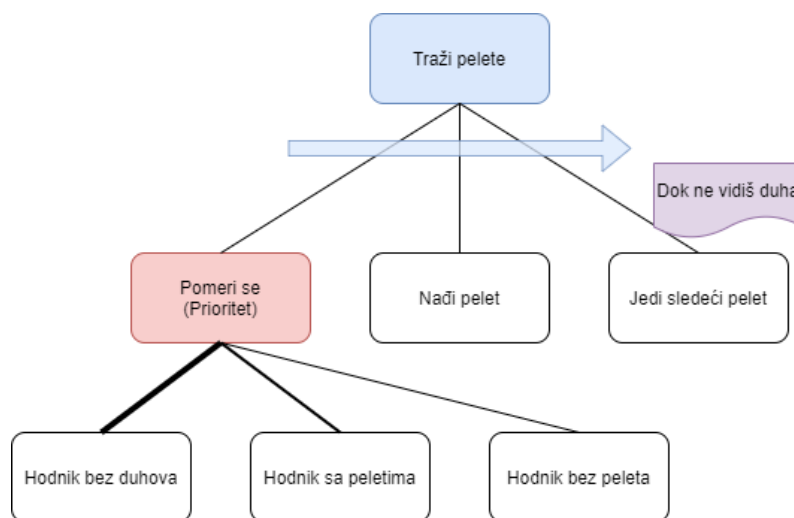 Traži pelete
Dok ne vidiš duha
Pomeri se
(Prioritet)
Nađi pelet
Jedi sledeći pelet
Hodnik bez duhova
Hodnik sa peletima
Hodnik bez peleta